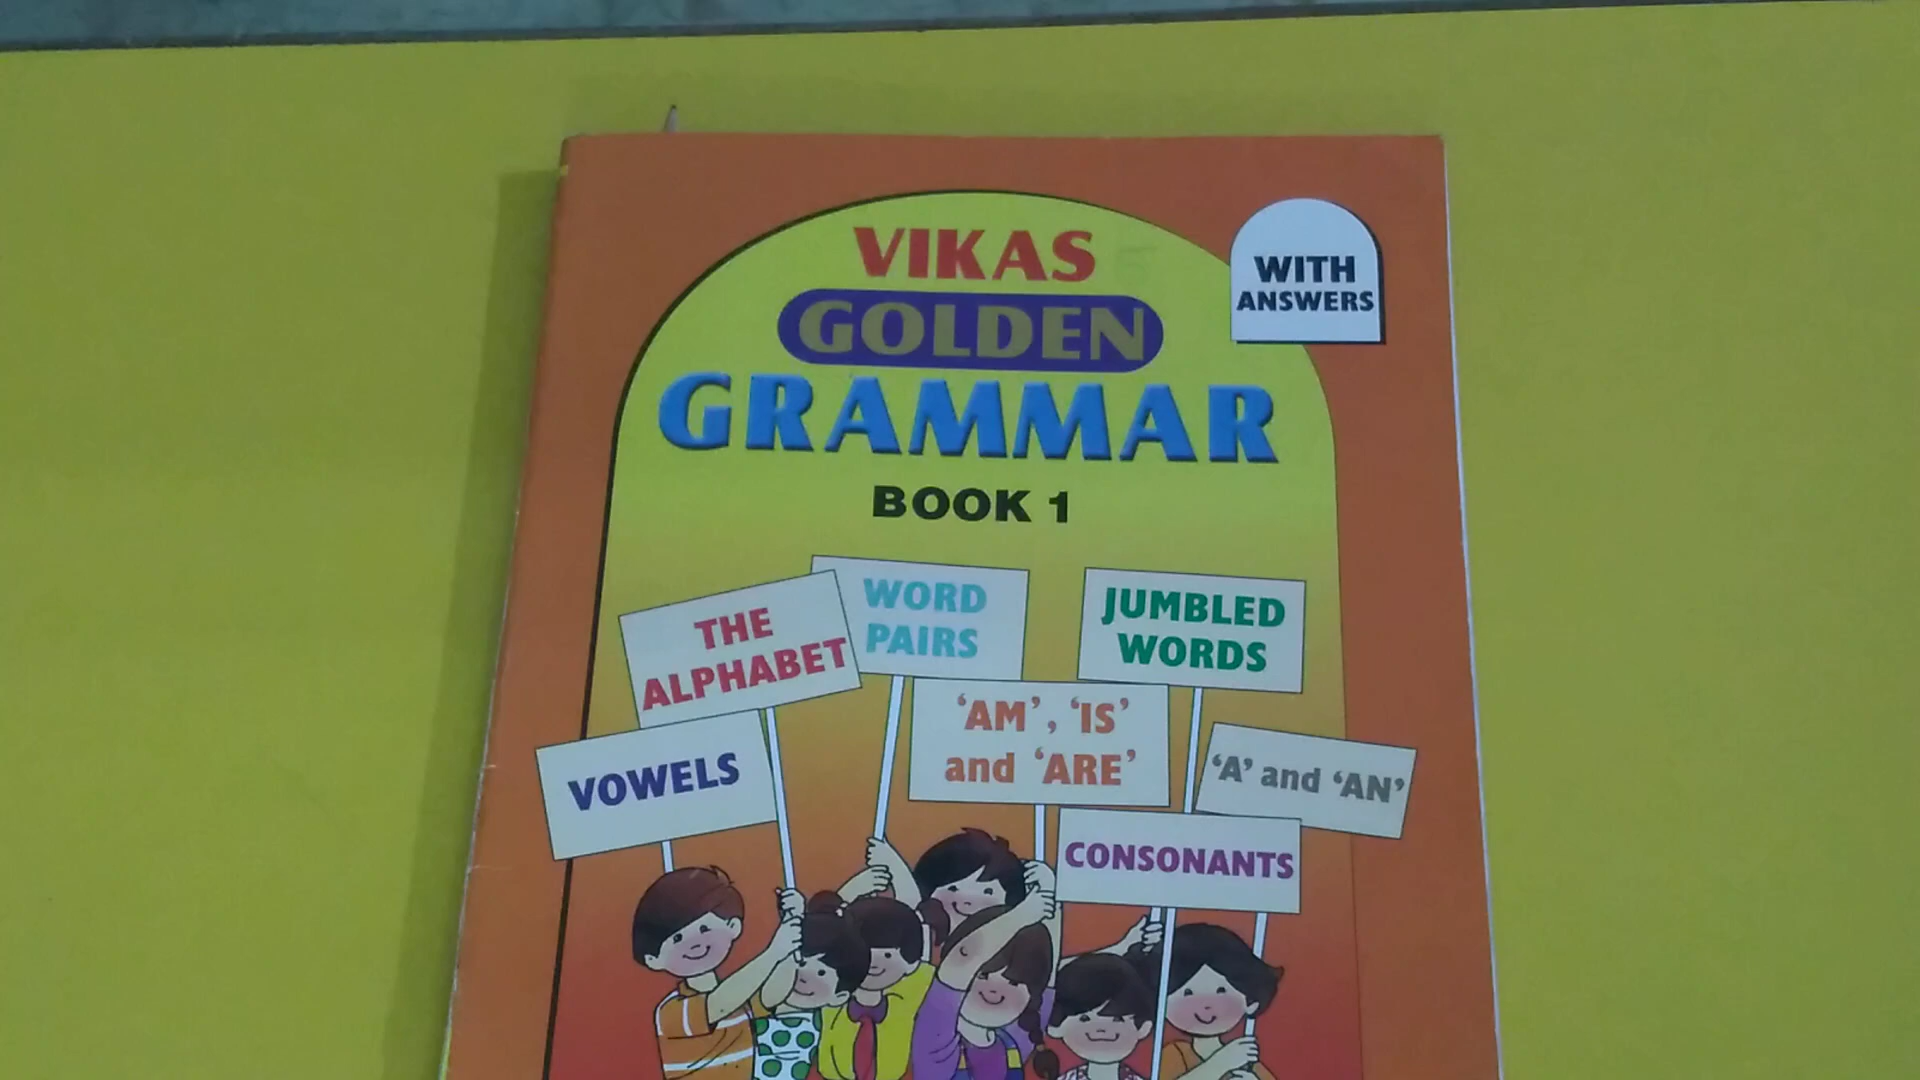 VIKAS
GOLDEN
GRAMMAR
BOOK 1
WITH
ANSWERS
THE
ALPHABET
WORD
PAIRS
JUMBLED
WORDS
VOWELS
‘AM’, ‘IS’
and ‘ARE’
‘A’ and ‘AN’
CONSONANTS